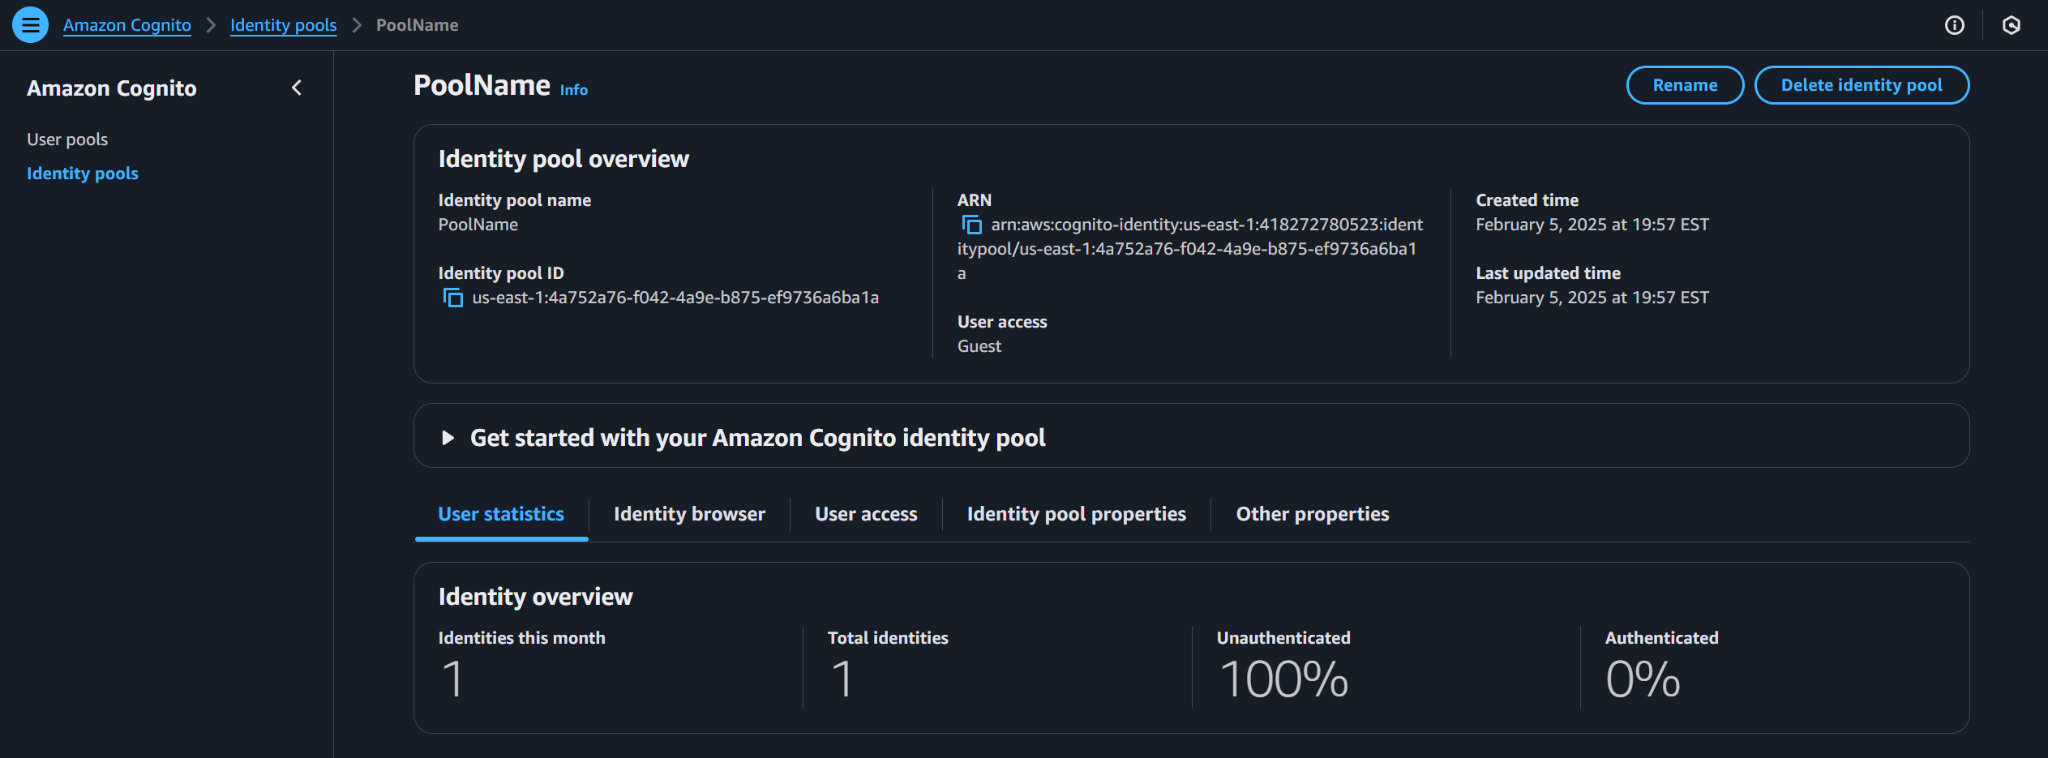 Amazon Cognito
Identity pools
PoolName
Amazon Cognito
User pools
Identity pools
PoolName Info
Rename
Delete identity pool
Identity pool overview
Identity pool name
PoolName
Identity pool ID
us-east-1:4a752a76-f042-4a9e-b875-ef9736a6ba1a
ARN
arn:aws:cognito-identity:us-east-1:418272780523:ident
itypool/us-east-1:4a752a76-f042-4a9e-b875-ef9736a6ba1
a
User access
Guest
Created time
February 5, 2025 at 19:57 EST
Last updated time
February 5, 2025 at 19:57 EST
Get started with your Amazon Cognito identity pool
User statistics
Identity browser
User access
Identity pool properties
Other properties
Identity overview
Identities this month
1
Total identities
1
Unauthenticated
100%
Authenticated
0%